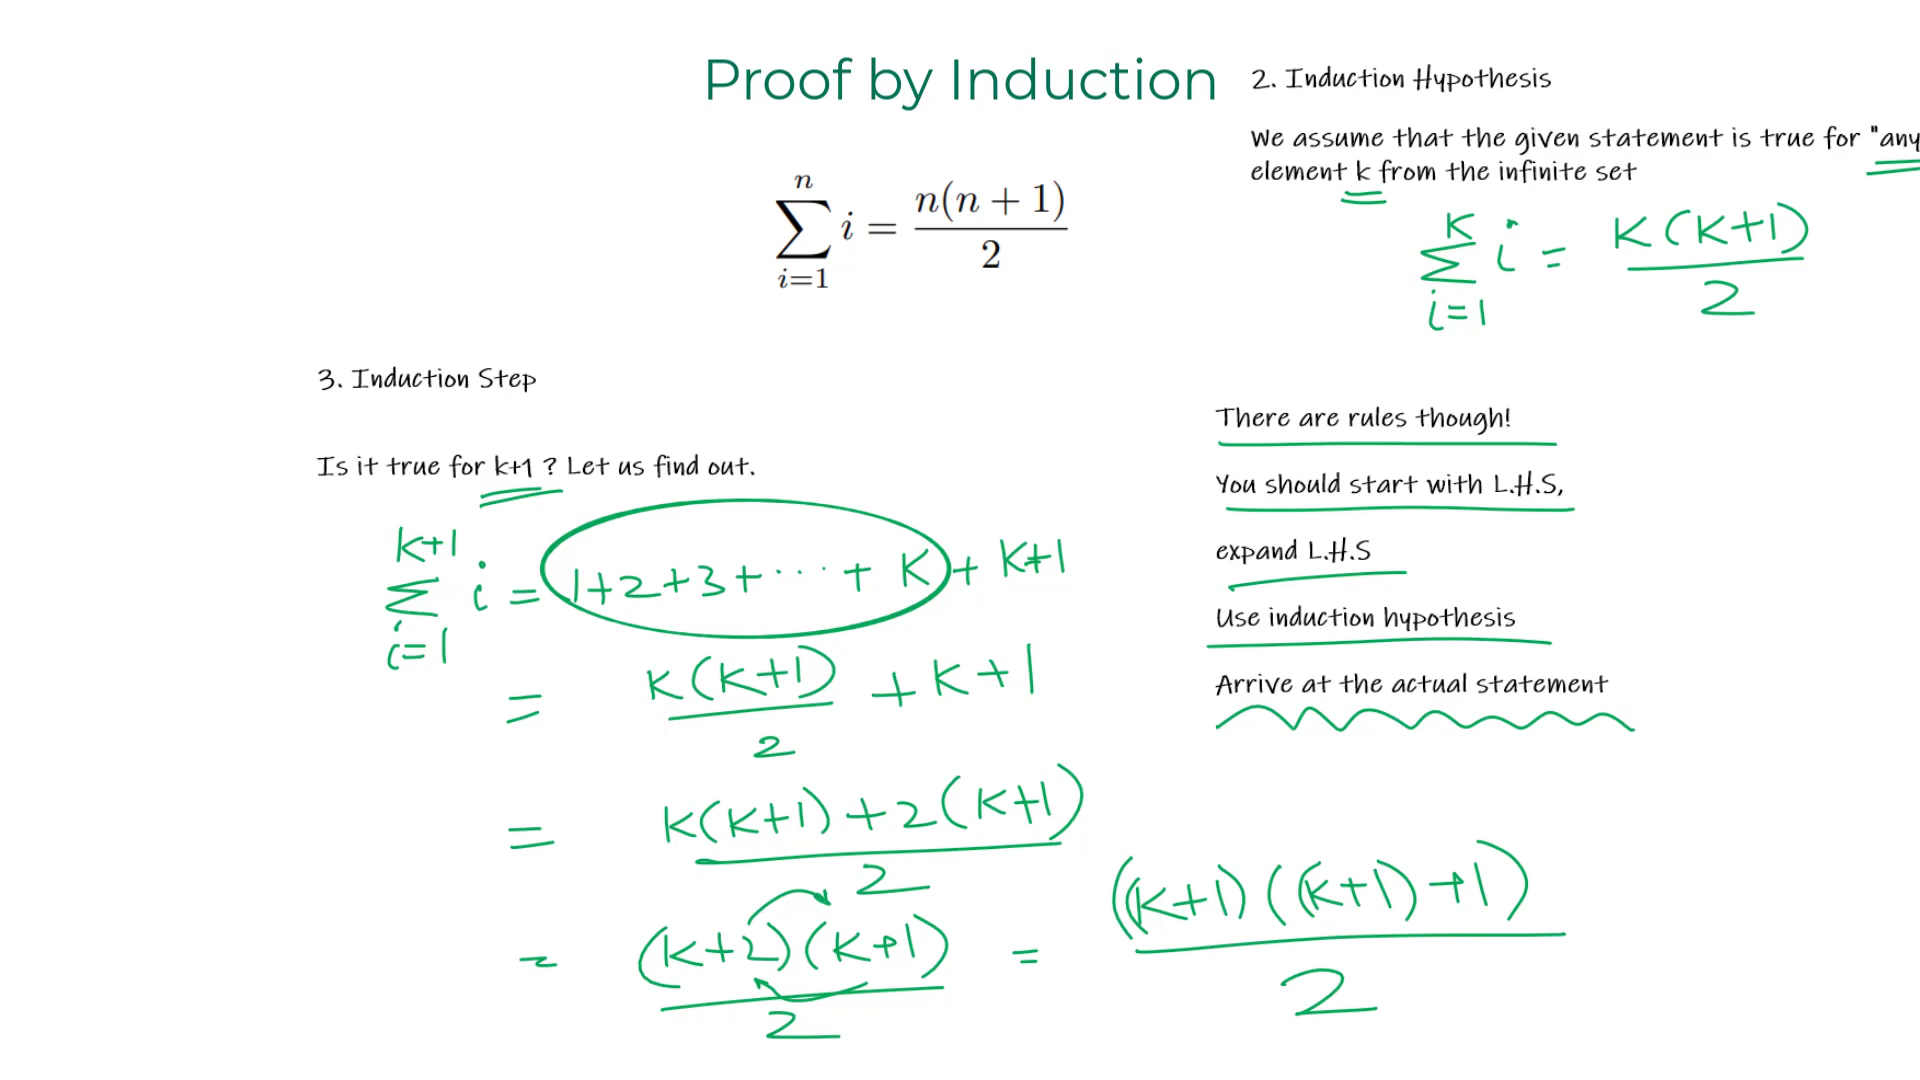 Proof by Induction
n
∑ i = n(n + 1) / 2
i=1
2. Induction Hypothesis
We assume that the given statement is true for "any
element k from the infinite set
K
∑ i = K(K+1) / 2
i=1
3. Induction Step
Is it true for k+1 ? Let us find out.
K+1
∑ i = 1+2+3+ ... + K + K+1
i=1
= K(K+1) / 2 + K+1
= K(K+1)+2(K+1) / 2
= (K+2)(K+1) / 2 = ((K+1)((K+1)+1) / 2
There are rules though!
You should start with L.H.S,
expand L.H.S
Use induction hypothesis
Arrive at the actual statement